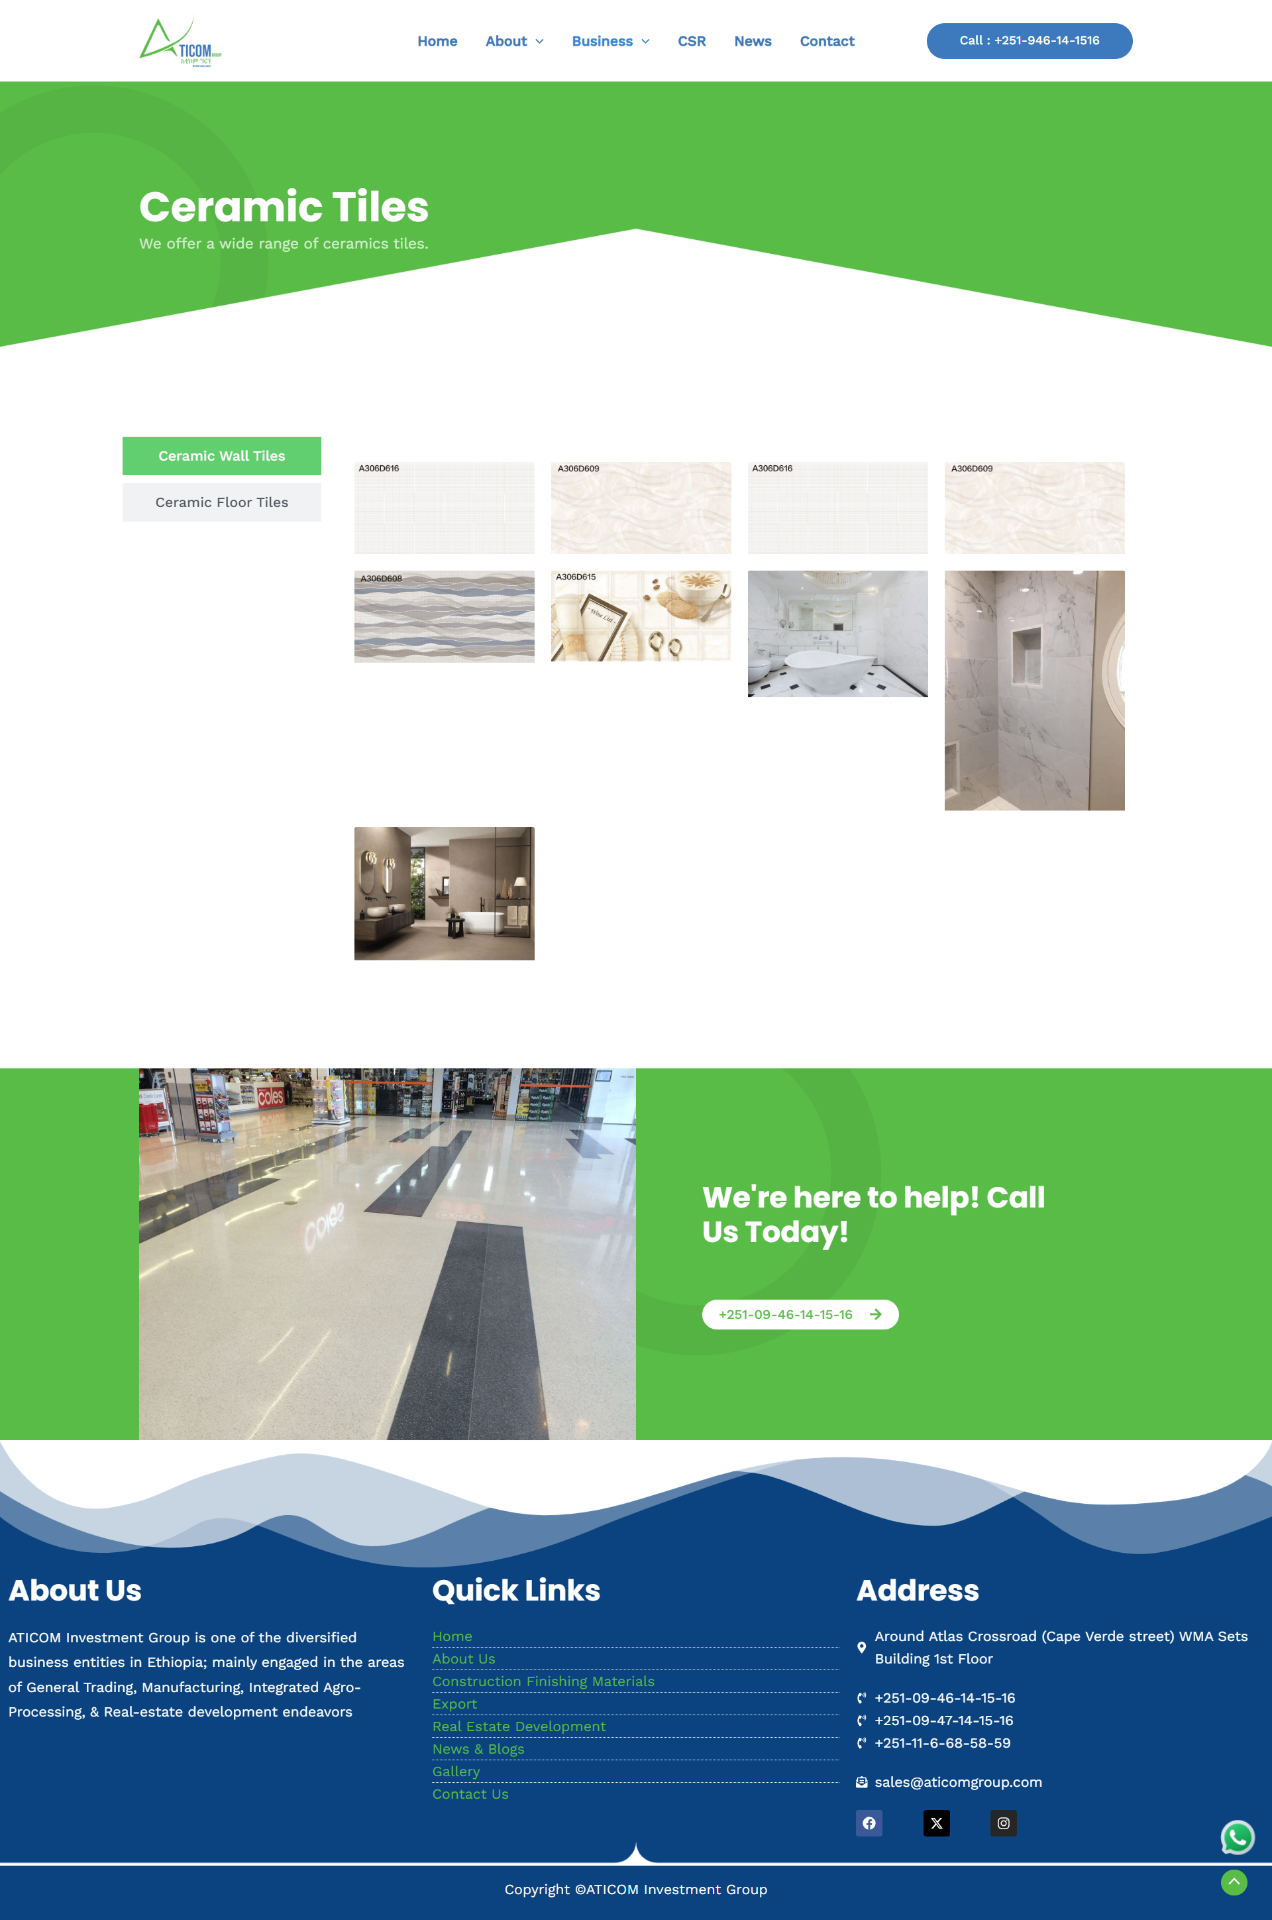 TICOM
Home
About
Business
CSR
News
Contact
Call : +251-946-14-1516
Ceramic Tiles
We offer a wide range of ceramics tiles.
Ceramic Wall Tiles
Ceramic Floor Tiles
A306D616
A306D609
A306D616
A306D609
A306D608
A306D615
Wine List
coles
coles
We're here to help! Call
Us Today!
+251-09-46-14-15-16
About Us
ATICOM Investment Group is one of the diversified
business entities in Ethiopia; mainly engaged in the areas
of General Trading, Manufacturing, Integrated Agro-
Processing, & Real-estate development endeavors
Quick Links
Home
About Us
Construction Finishing Materials
Export
Real Estate Development
News & Blogs
Gallery
Contact Us
Address
Around Atlas Crossroad (Cape Verde street) WMA Sets
Building 1st Floor
+251-09-46-14-15-16
+251-09-47-14-15-16
+251-11-6-68-58-59
sales@aticomgroup.com
Copyright ©ATICOM Investment Group